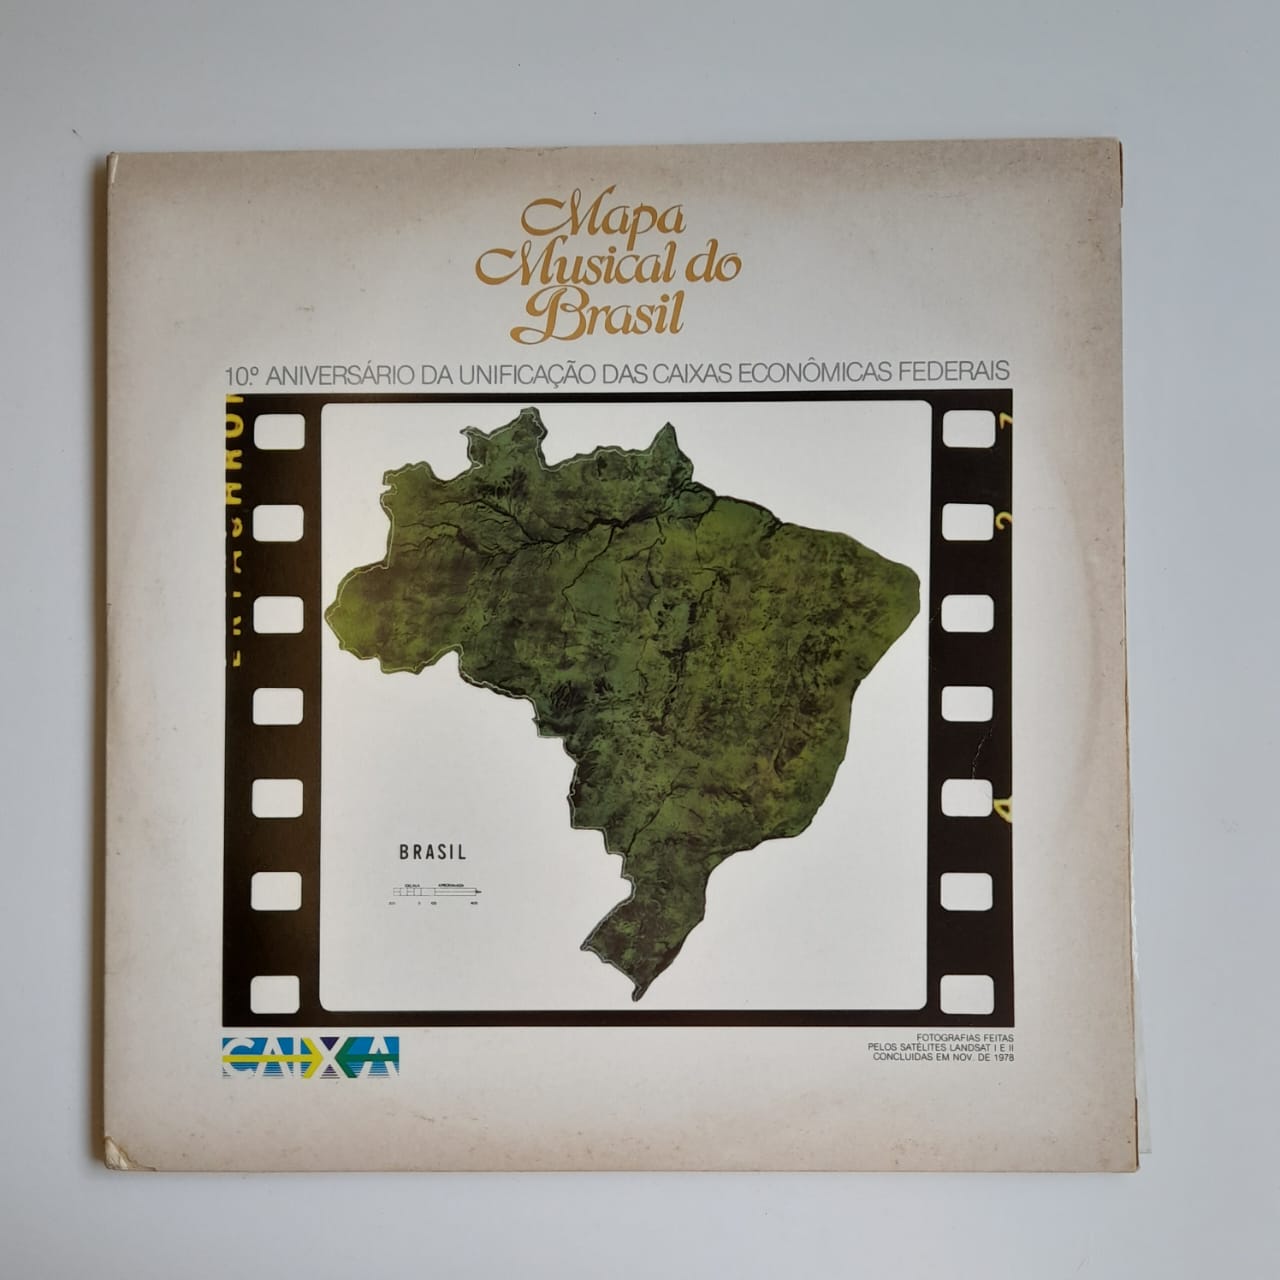 Mapa
Musical do
Brasil
10.º ANIVERSÁRIO DA UNIFICAÇÃO DAS CAIXAS ECONÔMICAS FEDERAIS
BRASIL
CAIXA
FOTOGRAFIAS FEITAS
PELOS SATÉLITES LANDSAT I E II
CONCLUIDAS EM NOV. DE 1978